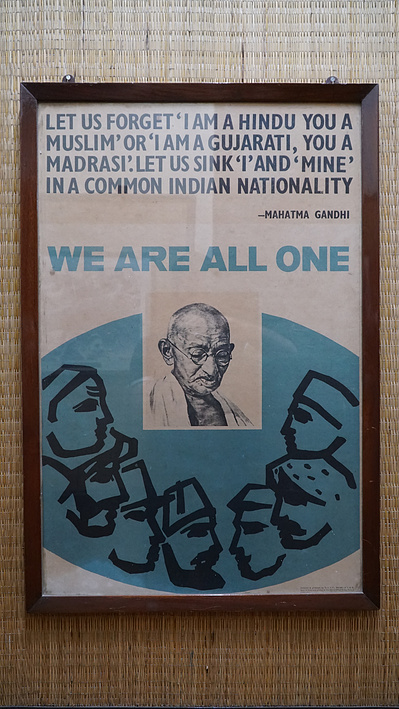 LET US FORGET ‘I AM A HINDU YOU A
MUSLIM’ OR ‘I AM A GUJARATI, YOU A
MADRASI’. LET US SINK ‘I’ AND ‘MINE’
IN A COMMON INDIAN NATIONALITY
—MAHATMA GANDHI
WE ARE ALL ONE